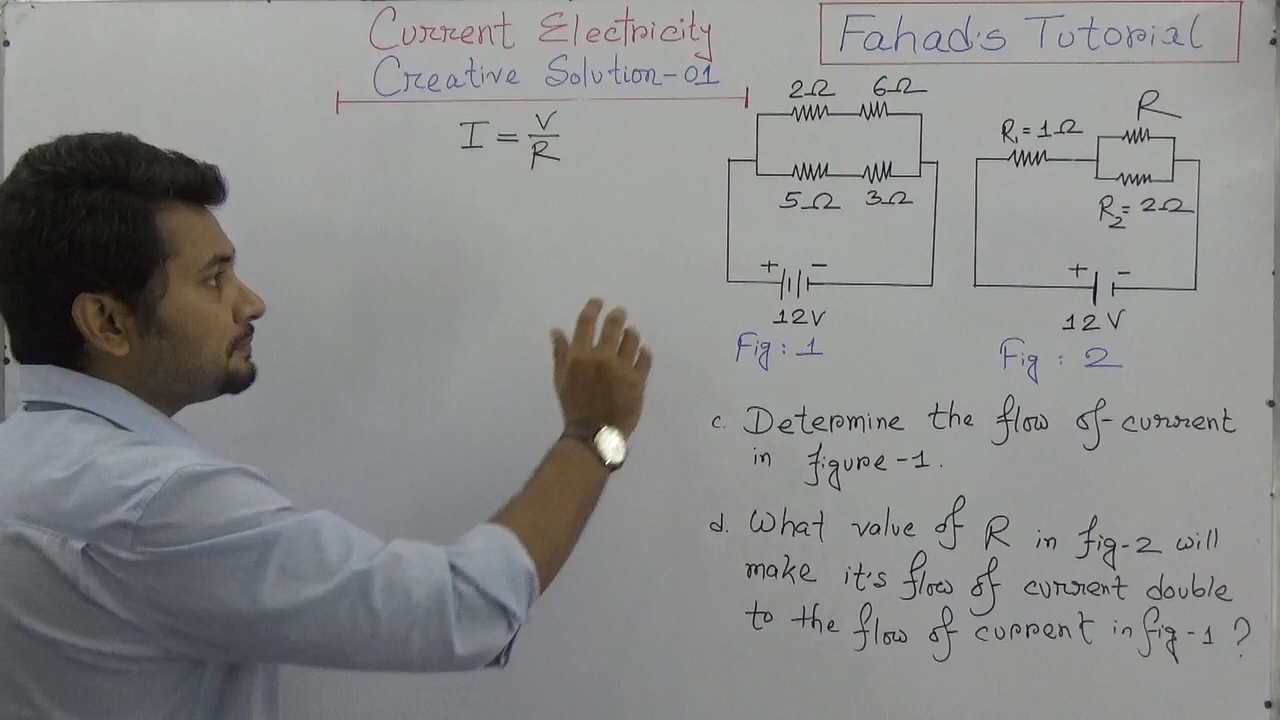 Current Electricity
Creative Solution-01
Fahad's Tutorial
I = V/R
2Ω 6Ω
5Ω 3Ω
+ -
12V
Fig: 1
R
R₁=1Ω
R₂=2Ω
+ -
12V
Fig: 2
c. Determine the flow of current
in figure-1.
d. What value of R in fig-2 will
make it's flow of current double
to the flow of current in fig-1?